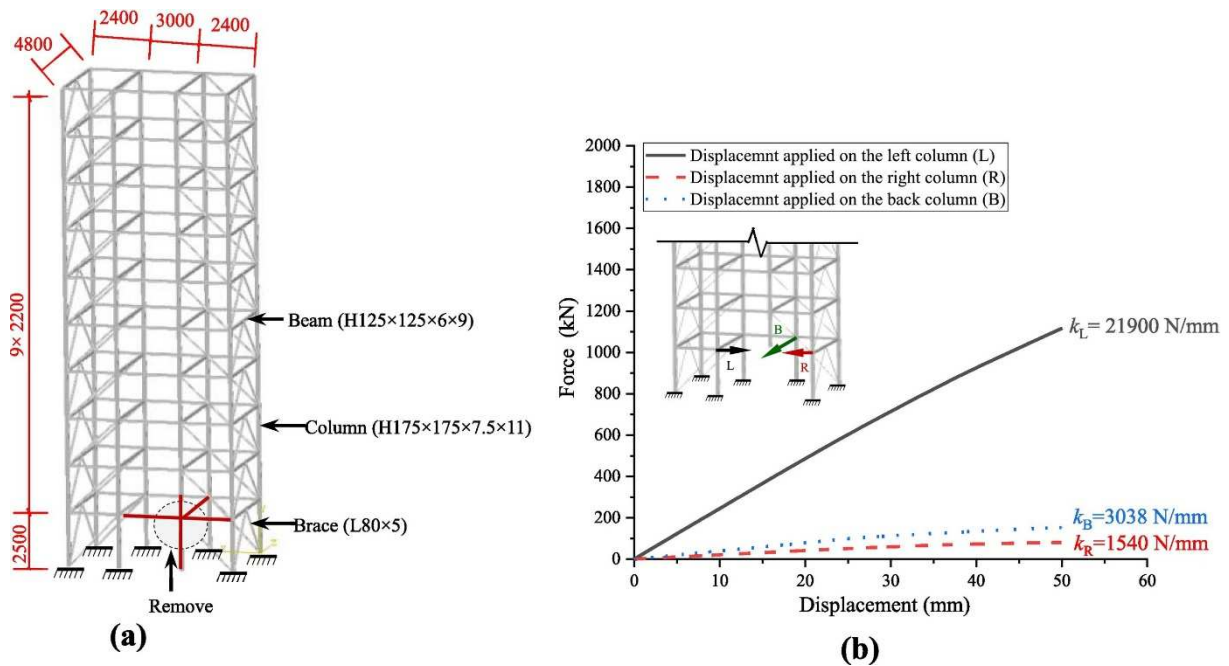 4800
2400
3000
2400
9×2200
2500
Beam (H125×125×6×9)
Column (H175×175×7.5×11)
Brace (L80×5)
Remove
(a)
Displacemnt applied on the left column (L)
Displacemnt applied on the right column (R)
Displacemnt applied on the back column (B)
Force (kN)
2000
1800
1600
1400
1200
1000
800
600
400
200
0
B
L
R
kL= 21900 N/mm
kB=3038 N/mm
kR=1540 N/mm
0 10 20 30 40 50 60
Displacement (mm)
(b)